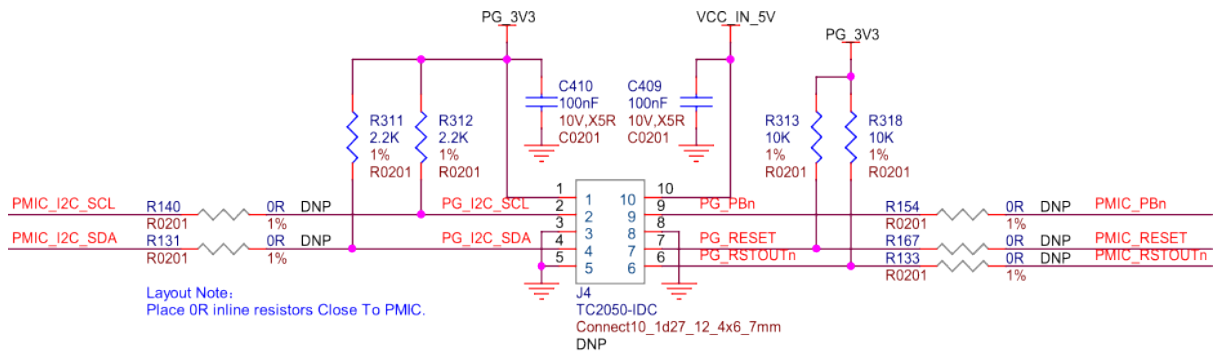 PG_3V3
VCC_IN_5V
PG_3V3
C410
100nF
10V,X5R
C0201
C409
100nF
10V,X5R
C0201
R311
2.2K
1%
R0201
R312
2.2K
1%
R0201
R313
10K
1%
R0201
R318
10K
1%
R0201
PMIC_I2C_SCL
R140
0R
DNP
R0201
1%
PG_I2C_SCL
PMIC_I2C_SDA
R131
0R
DNP
R0201
1%
PG_I2C_SDA
1
2
3
4
5
1
2
3
4
5
10
9
8
7
6
10
9
8
7
6
PG_PBn
R154
0R
DNP
PMIC_PBn
R0201
1%
PG_RESET
R167
0R
DNP
PMIC_RESET
R0201
1%
PG_RSTOUTn
R133
0R
DNP
PMIC_RSTOUTn
R0201
1%
Layout Note:
Place 0R inline resistors Close To PMIC.
J4
TC2050-IDC
Connect10_1d27_12_4x6_7mm
DNP